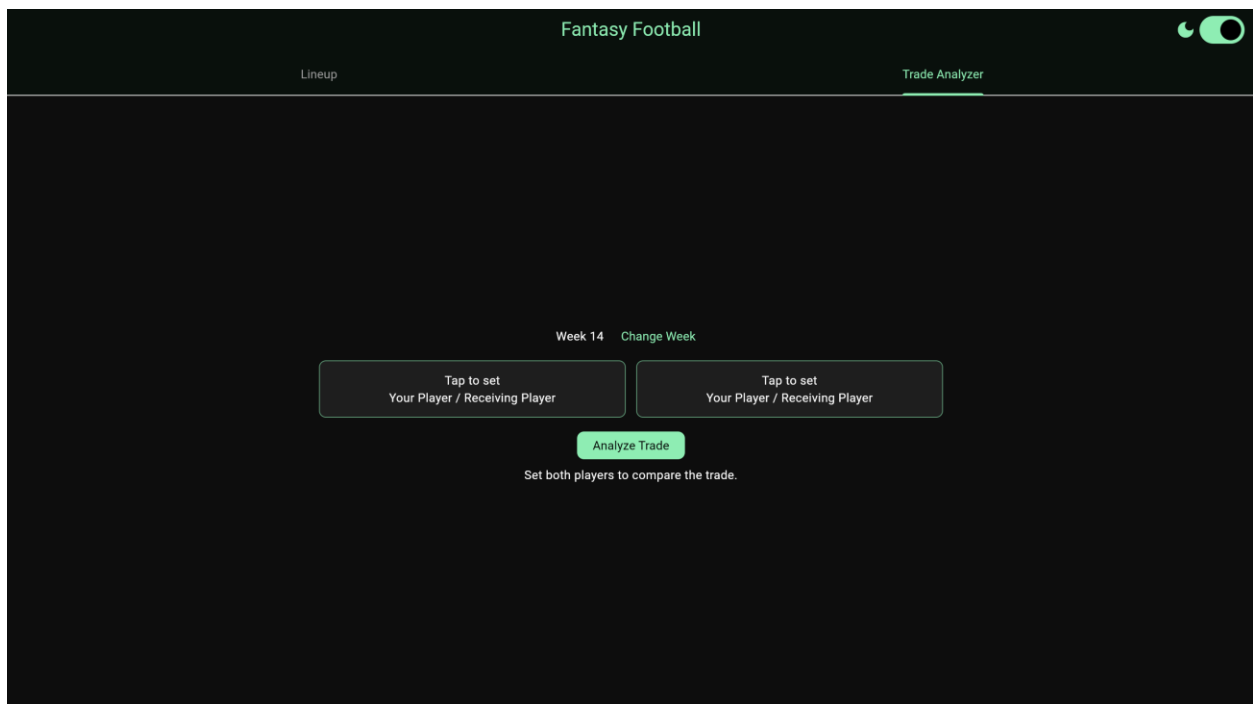 Fantasy Football
Lineup
Trade Analyzer
Week 14 Change Week
Tap to set
Your Player / Receiving Player
Tap to set
Your Player / Receiving Player
Analyze Trade
Set both players to compare the trade.